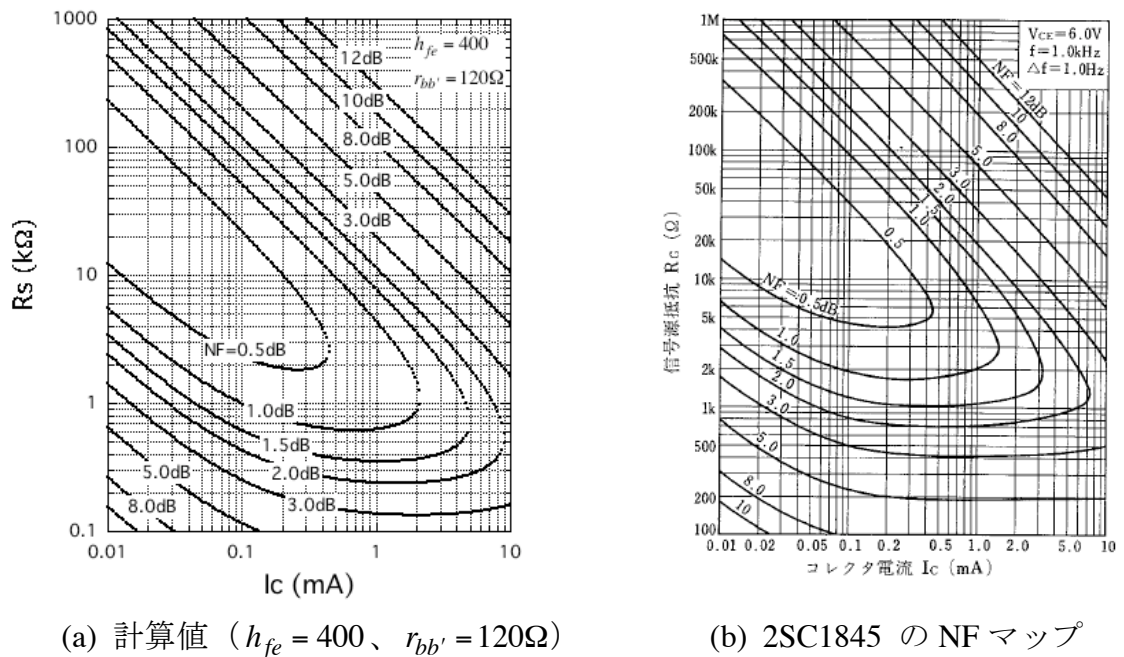 1000
100
10
1
0.1
Rs (kΩ)
h_fe = 400
r_bb' = 120Ω
12dB
10dB
8.0dB
5.0dB
3.0dB
NF=0.5dB
1.0dB
1.5dB
2.0dB
3.0dB
5.0dB
8.0dB
0.01
0.1
1
10
Ic (mA)
(a) 計算値（h_fe = 400、r_bb' = 120Ω）
1M
500k
200k
100k
50k
20k
10k
5k
2k
1k
500
200
100
信号源抵抗 RG (Ω)
VCE=6.0V
f=1.0kHz
△f=1.0Hz
NF=12dB
10
8.0
5.0
3.0
2.0
1.5
1.0
0.5
NF=0.5dB
1.0
1.5
2.0
3.0
5.0
8.0
10
0.01 0.02 0.05 0.1 0.2 0.5 1.0 2.0 5.0 10
コレクタ電流 IC (mA)
(b) 2SC1845 の NF マップ